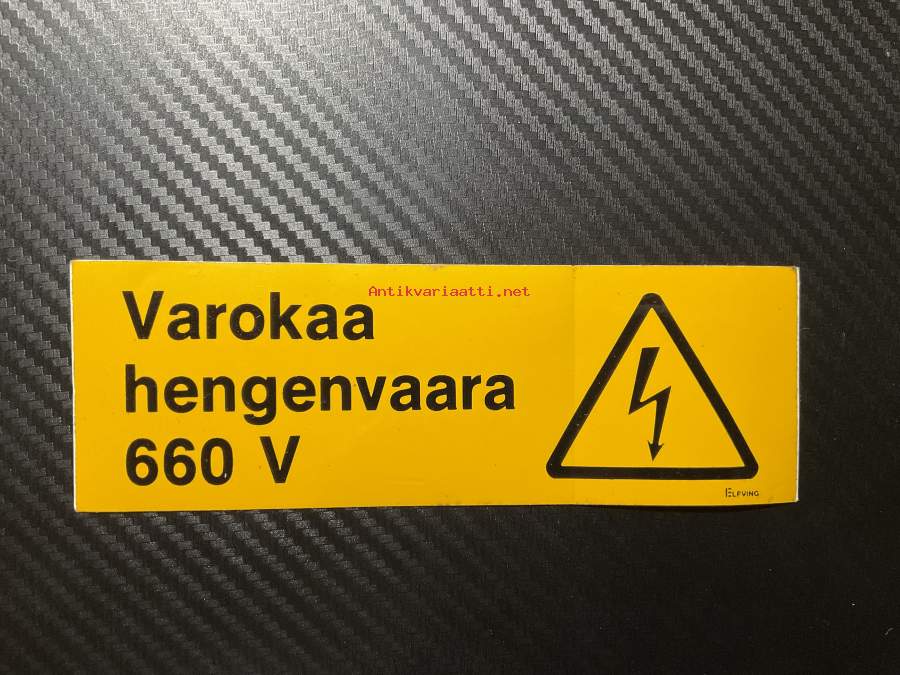 Antikvariaatti.net
Varokaa
hengenvaara
660 V
ELFVING